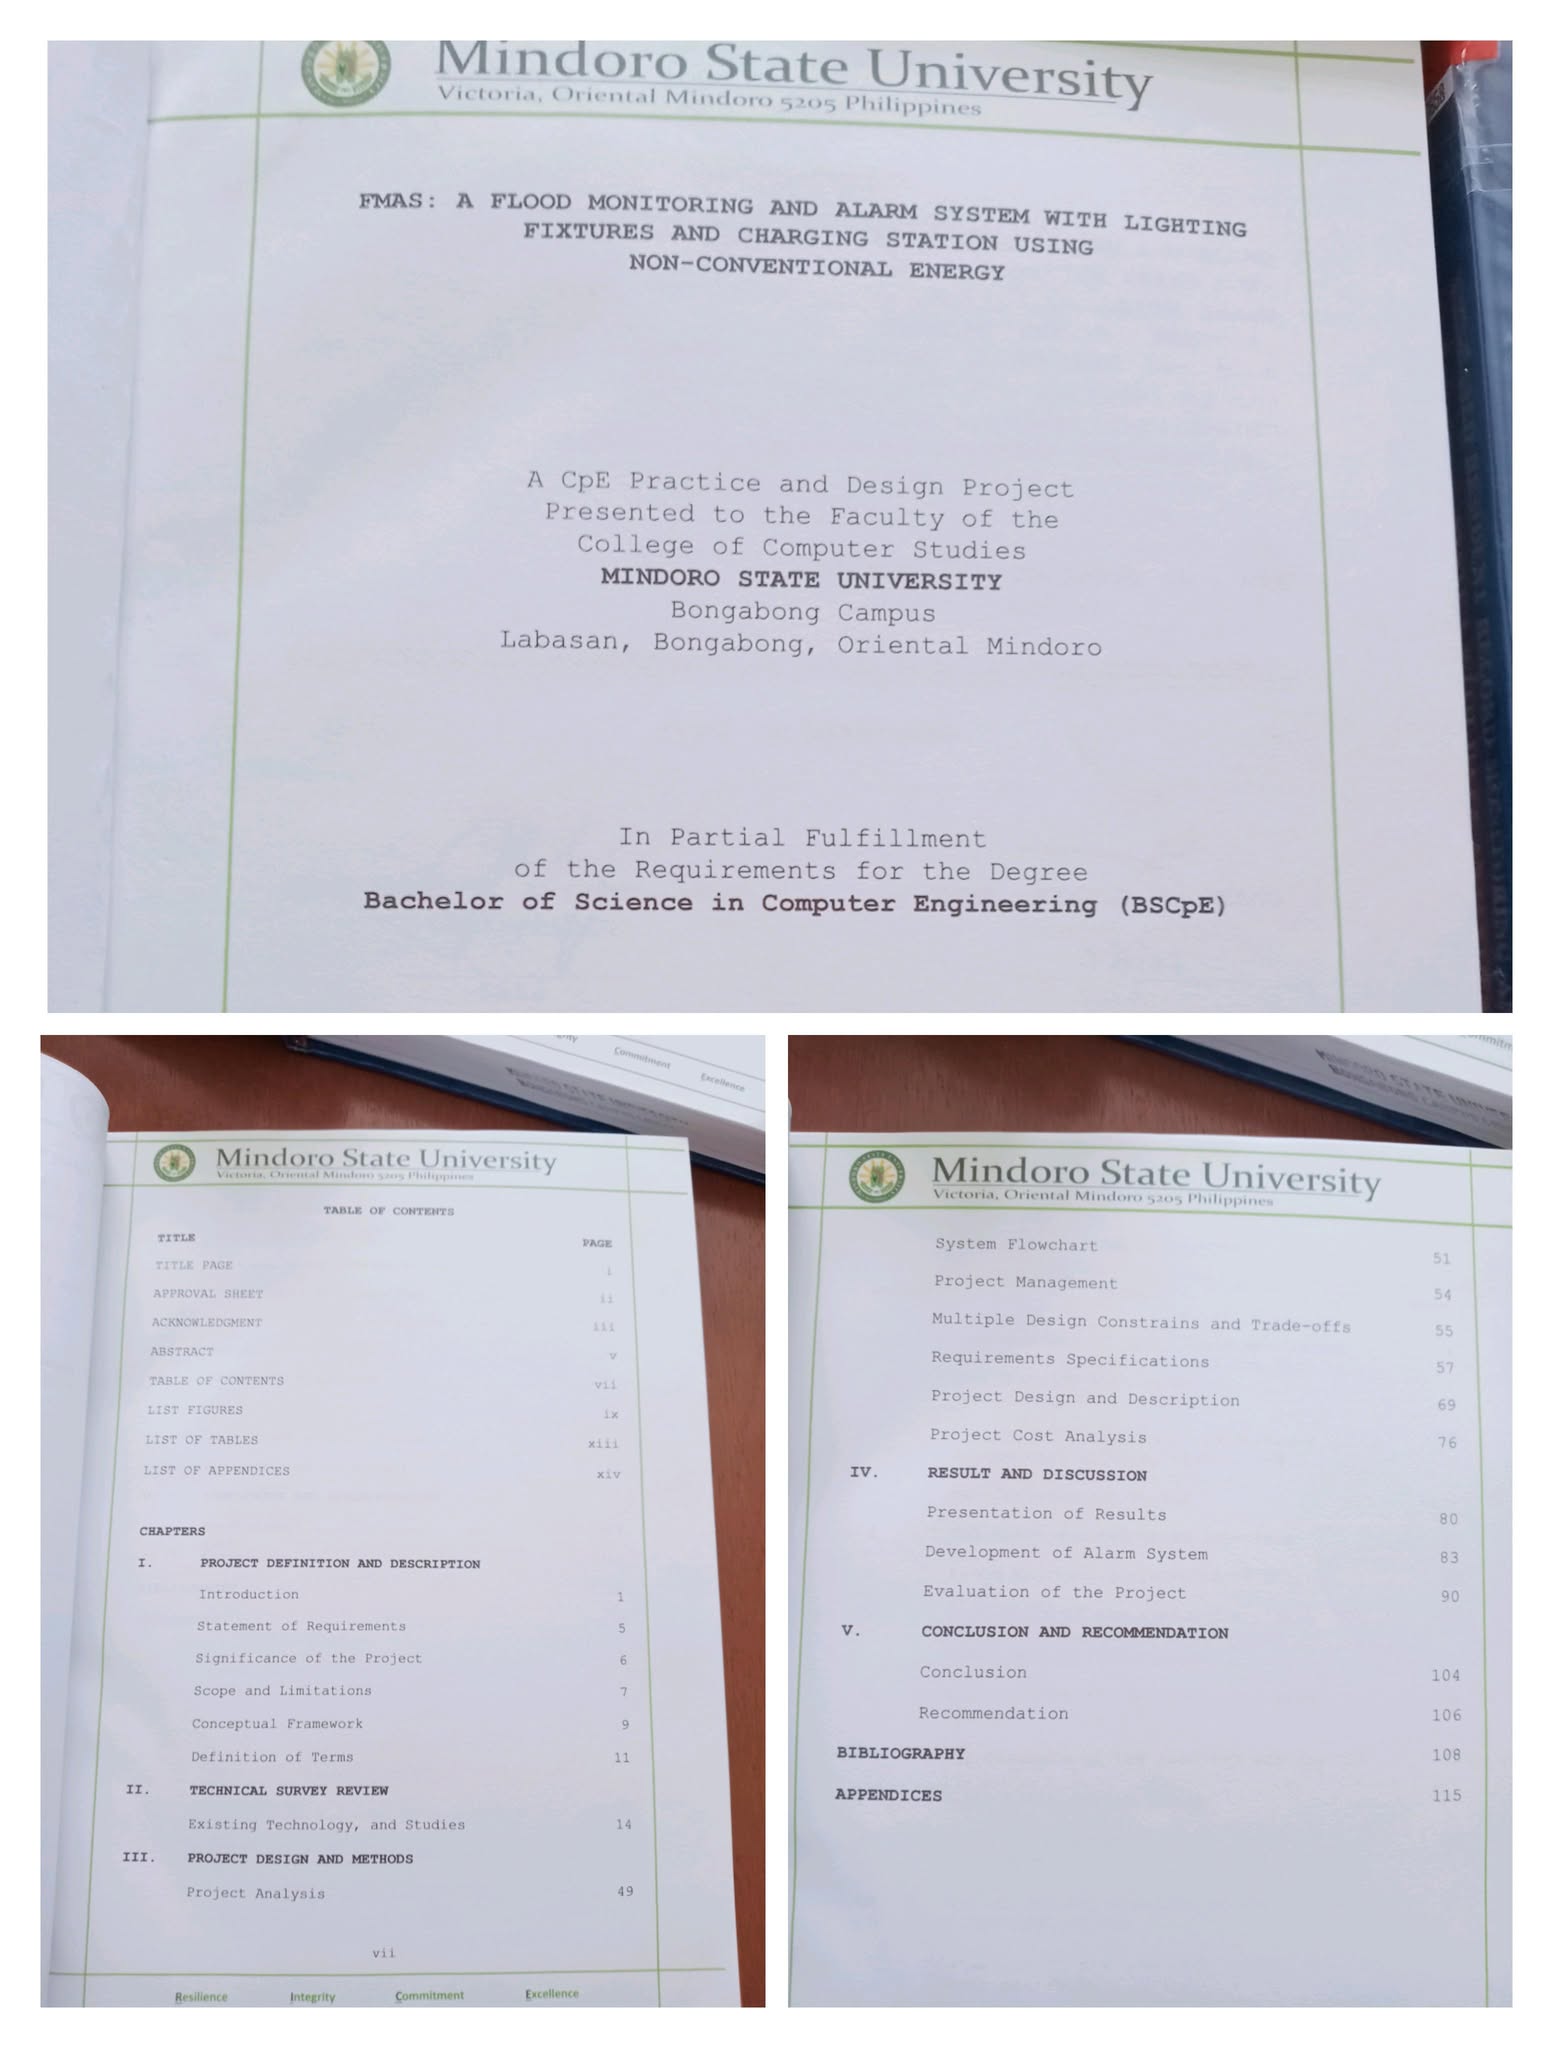 Mindoro State University
Victoria, Oriental Mindoro 5205 Philippines
FMAS: A FLOOD MONITORING AND ALARM SYSTEM WITH LIGHTING
FIXTURES AND CHARGING STATION USING
NON-CONVENTIONAL ENERGY
A CpE Practice and Design Project
Presented to the Faculty of the
College of Computer Studies
MINDORO STATE UNIVERSITY
Bongabong Campus
Labasan, Bongabong, Oriental Mindoro
In Partial Fulfillment
of the Requirements for the Degree
Bachelor of Science in Computer Engineering (BSCpE)
Commitment
Excellence
Mindoro State University
Victoria, Oriental Mindoro 5205 Philippines
TABLE OF CONTENTS
TITLE PAGE
TITLE PAGE i
APPROVAL SHEET ii
ACKNOWLEDGMENT iii
ABSTRACT v
TABLE OF CONTENTS vii
LIST FIGURES ix
LIST OF TABLES xiii
LIST OF APPENDICES xiv
CHAPTERS
I. PROJECT DEFINITION AND DESCRIPTION
Introduction 1
Statement of Requirements 5
Significance of the Project 6
Scope and Limitations 7
Conceptual Framework 9
Definition of Terms 11
II. TECHNICAL SURVEY REVIEW
Existing Technology, and Studies 14
III. PROJECT DESIGN AND METHODS
Project Analysis 49
vii
Resilience Integrity Commitment Excellence
Mindoro State University
Victoria, Oriental Mindoro 5205 Philippines
System Flowchart 51
Project Management 54
Multiple Design Constrains and Trade-offs 55
Requirements Specifications 57
Project Design and Description 69
Project Cost Analysis 76
IV. RESULT AND DISCUSSION
Presentation of Results 80
Development of Alarm System 83
Evaluation of the Project 90
V. CONCLUSION AND RECOMMENDATION
Conclusion 104
Recommendation 106
BIBLIOGRAPHY 108
APPENDICES 115